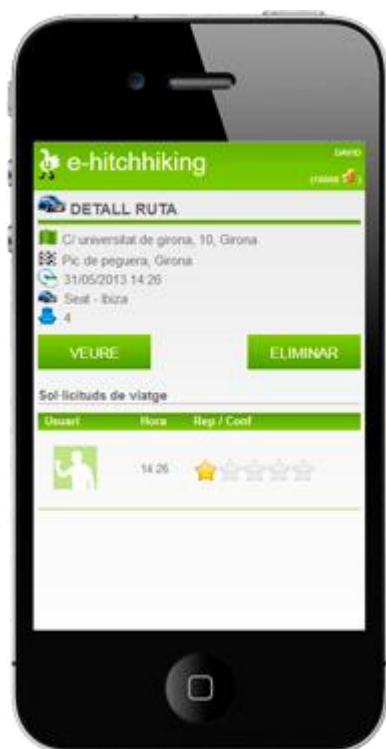 e-hitchhiking
DAVID
DETALL RUTA
C/ universitat de girona, 10, Girona
Pic de peguera, Girona
31/05/2013 14:26
Seat - Ibiza
4
VEURE ELIMINAR
Sol·licituds de viatge
Usuari Hora Rep / Conf
14:26